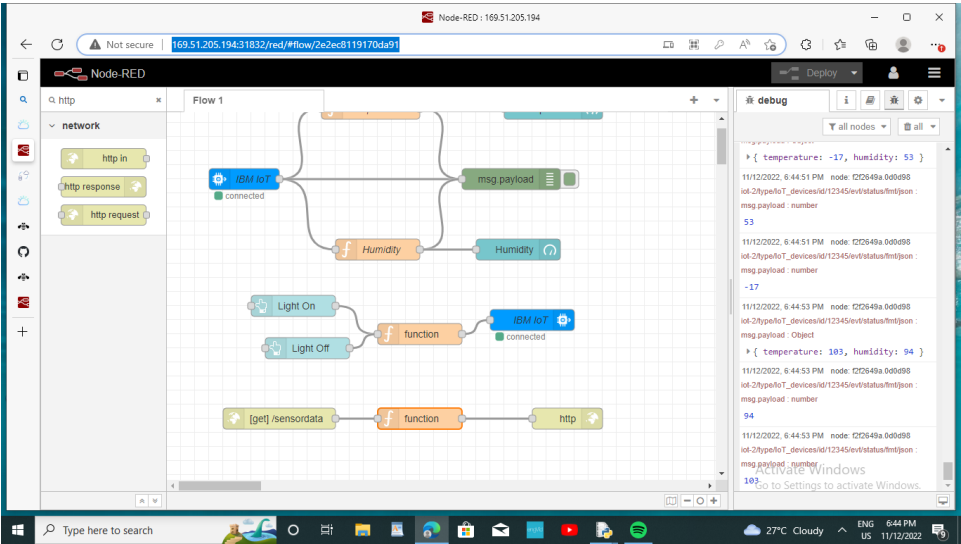 Node-RED : 169.51.205.194
Not secure
169.51.205.194:31832/red/#flow/2e2ec8119170da91
Node-RED
Deploy
http
Flow 1
debug
i
network
all nodes
all
http in
http response
http request
IBM IoT
connected
msg.payload
Humidity
Humidity
Light On
Light Off
function
IBM IoT
connected
[get] /sensordata
function
http
{ temperature: -17, humidity: 53 }
11/12/2022, 6:44:51 PM node: f2f2649a.0d0d98
iot-2/type/IoT_devices/id/12345/evt/status/fmt/json :
msg.payload : number
53
11/12/2022, 6:44:51 PM node: f2f2649a.0d0d98
iot-2/type/IoT_devices/id/12345/evt/status/fmt/json :
msg.payload : number
-17
11/12/2022, 6:44:53 PM node: f2f2649a.0d0d98
iot-2/type/IoT_devices/id/12345/evt/status/fmt/json :
msg.payload : Object
{ temperature: 103, humidity: 94 }
11/12/2022, 6:44:53 PM node: f2f2649a.0d0d98
iot-2/type/IoT_devices/id/12345/evt/status/fmt/json :
msg.payload : number
94
11/12/2022, 6:44:53 PM node: f2f2649a.0d0d98
iot-2/type/IoT_devices/id/12345/evt/status/fmt/json :
msg.payload : number
103
Activate Windows
Go to Settings to activate Windows.
Type here to search
27°C Cloudy
ENG
US
6:44 PM
11/12/2022